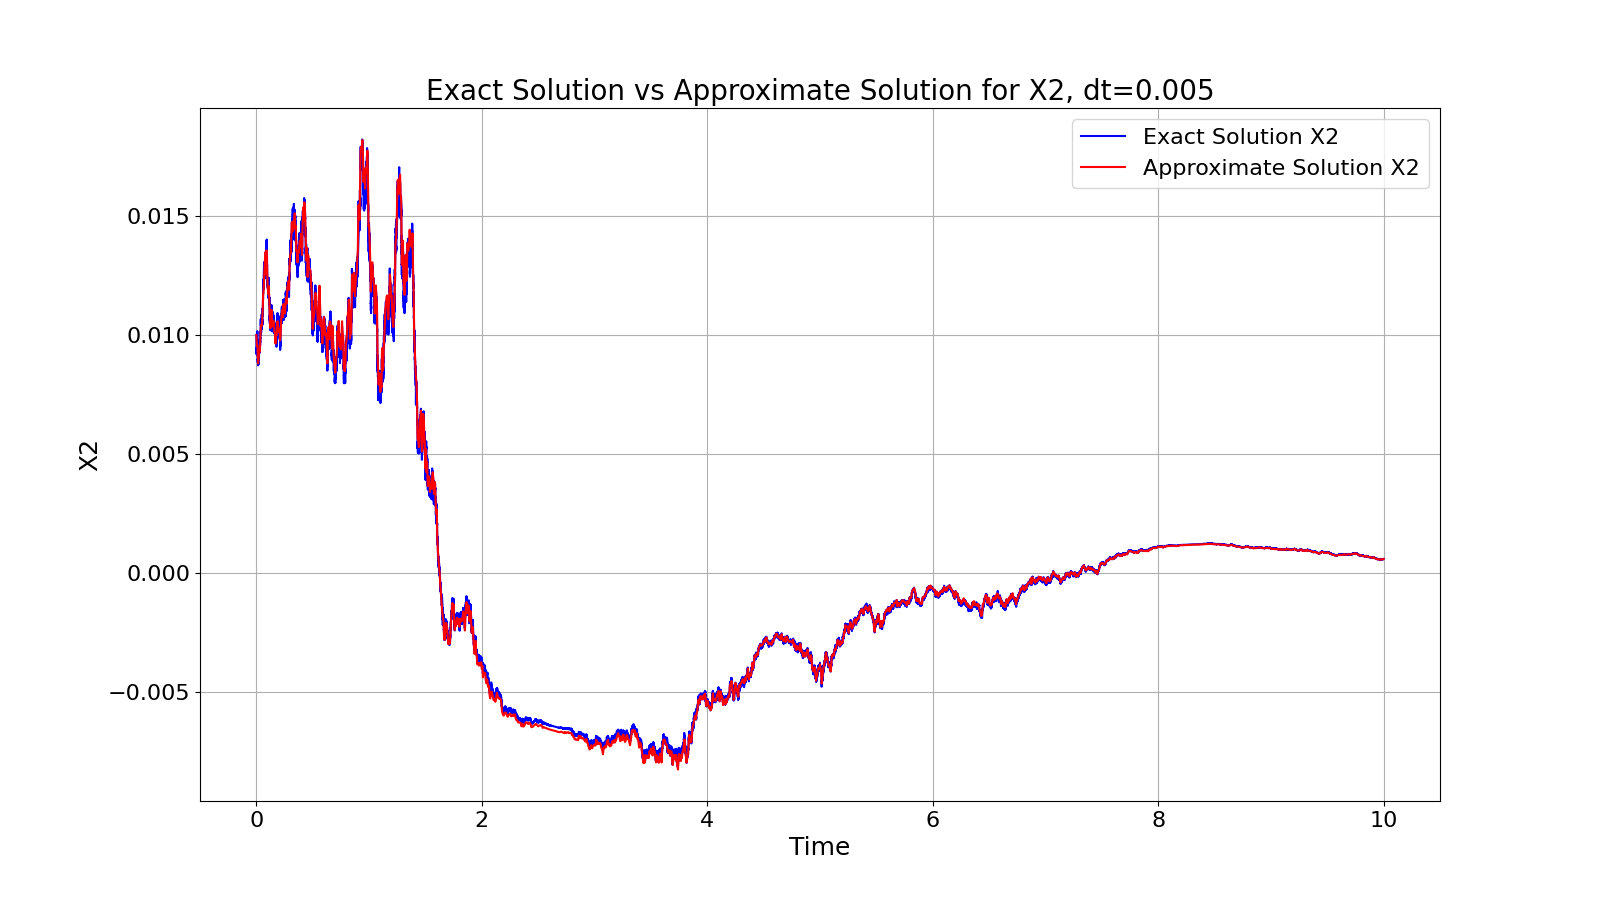 Exact Solution vs Approximate Solution for X2, dt=0.005
Exact Solution X2
Approximate Solution X2
0.015
0.010
0.005
0.000
−0.005
X2
0 2 4 6 8 10
Time